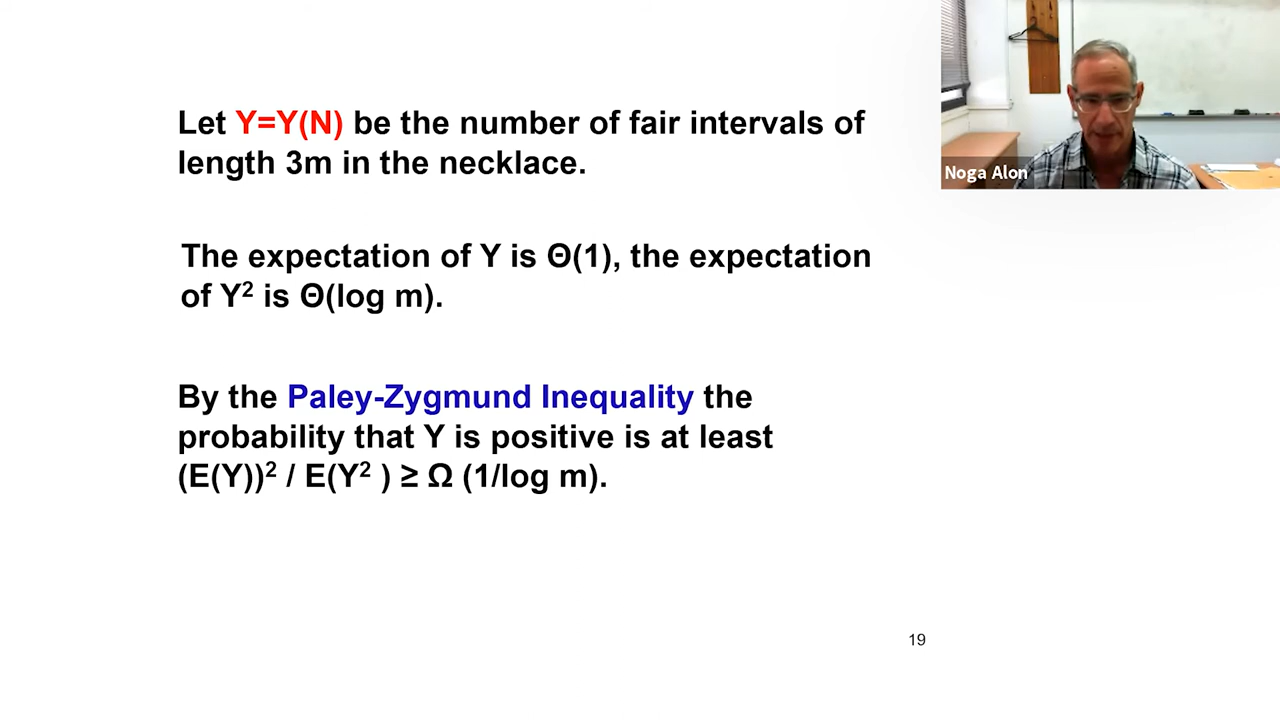 Let Y=Y(N) be the number of fair intervals of
length 3m in the necklace.
Noga Alon
The expectation of Y is Θ(1), the expectation
of Y² is Θ(log m).
By the Paley-Zygmund Inequality the
probability that Y is positive is at least
(E(Y))² / E(Y² ) ≥ Ω (1/log m).
19